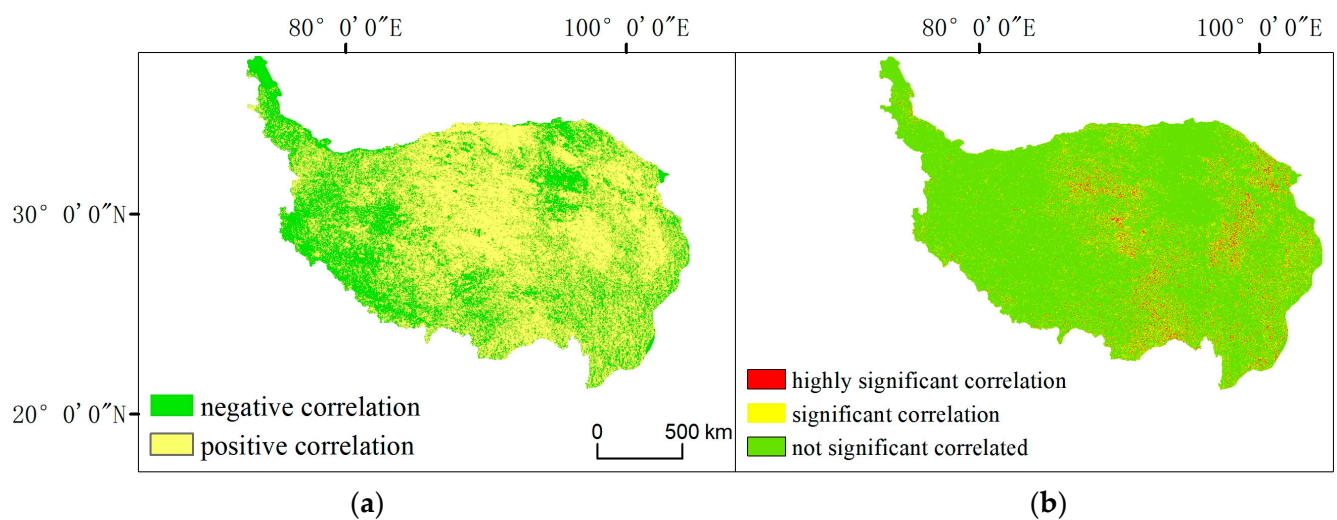 80° 0′0″E 100° 0′0″E 80° 0′0″E 100° 0′0″E
30° 0′0″N
20° 0′0″N
negative correlation
positive correlation
0 500 km
highly significant correlation
significant correlation
not significant correlated
(a) (b)